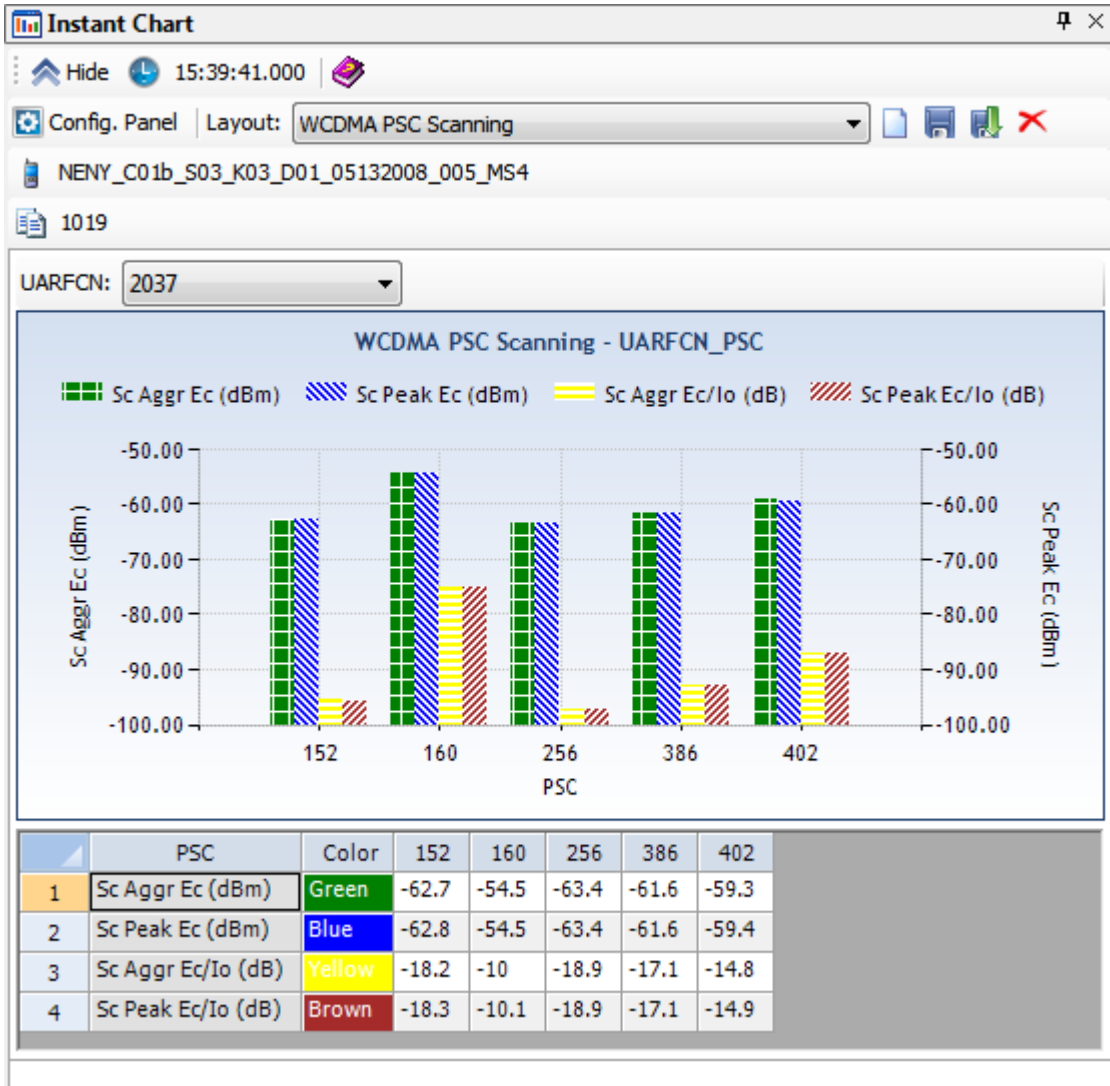 Instant Chart
Hide 15:39:41.000
Config. Panel Layout: WCDMA PSC Scanning
NENY_C01b_S03_K03_D01_05132008_005_MS4
1019
UARFCN: 2037
WCDMA PSC Scanning - UARFCN_PSC
Sc Aggr Ec (dBm) Sc Peak Ec (dBm) Sc Aggr Ec/Io (dB) Sc Peak Ec/Io (dB)
Sc Aggr Ec (dBm)
-50.00 -50.00
-60.00 -60.00
-70.00 -70.00
-80.00 -80.00
-90.00 -90.00
-100.00 -100.00
Sc Peak Ec (dBm)
152 160 256 386 402
PSC
PSC Color 152 160 256 386 402
1 Sc Aggr Ec (dBm) Green -62.7 -54.5 -63.4 -61.6 -59.3
2 Sc Peak Ec (dBm) Blue -62.8 -54.5 -63.4 -61.6 -59.4
3 Sc Aggr Ec/Io (dB) Yellow -18.2 -10 -18.9 -17.1 -14.8
4 Sc Peak Ec/Io (dB) Brown -18.3 -10.1 -18.9 -17.1 -14.9